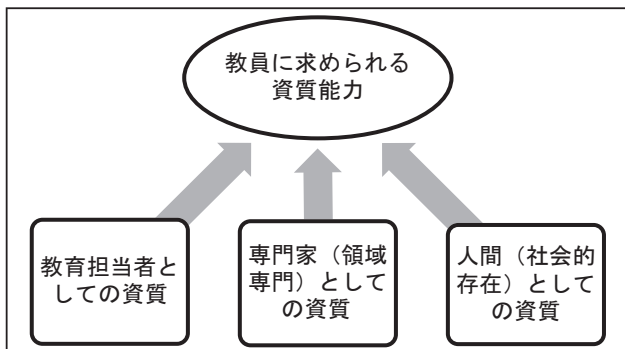 教員に求められる
資質能力
教育担当者と
しての資質
専門家（領域
専門）として
の資質
人間（社会的
存在）として
の資質